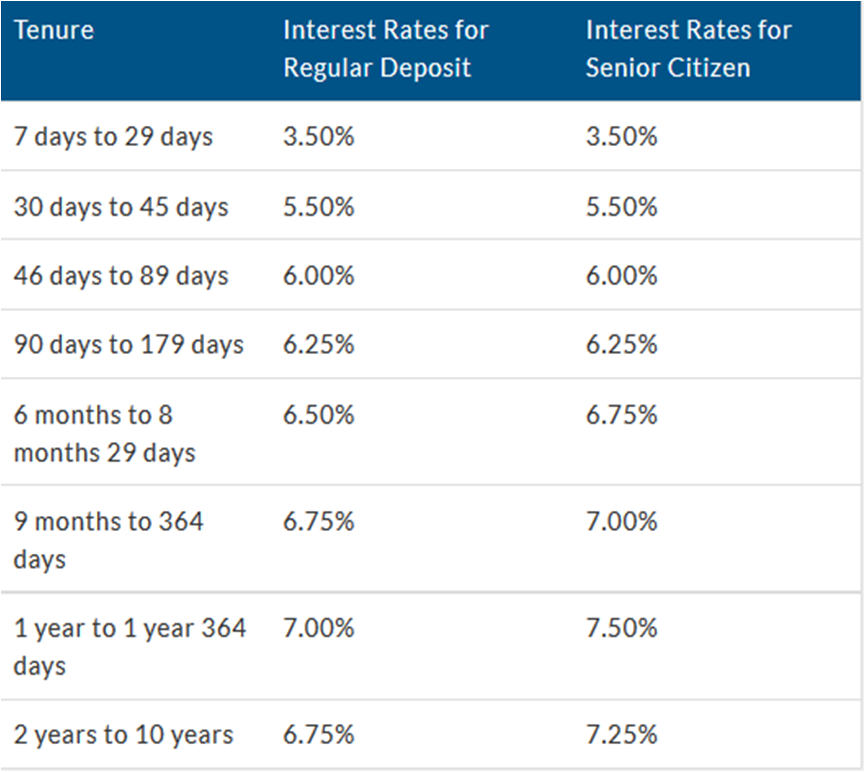 Tenure Interest Rates for Regular Deposit Interest Rates for Senior Citizen
7 days to 29 days 3.50% 3.50%
30 days to 45 days 5.50% 5.50%
46 days to 89 days 6.00% 6.00%
90 days to 179 days 6.25% 6.25%
6 months to 8 months 29 days 6.50% 6.75%
9 months to 364 days 6.75% 7.00%
1 year to 1 year 364 days 7.00% 7.50%
2 years to 10 years 6.75% 7.25%